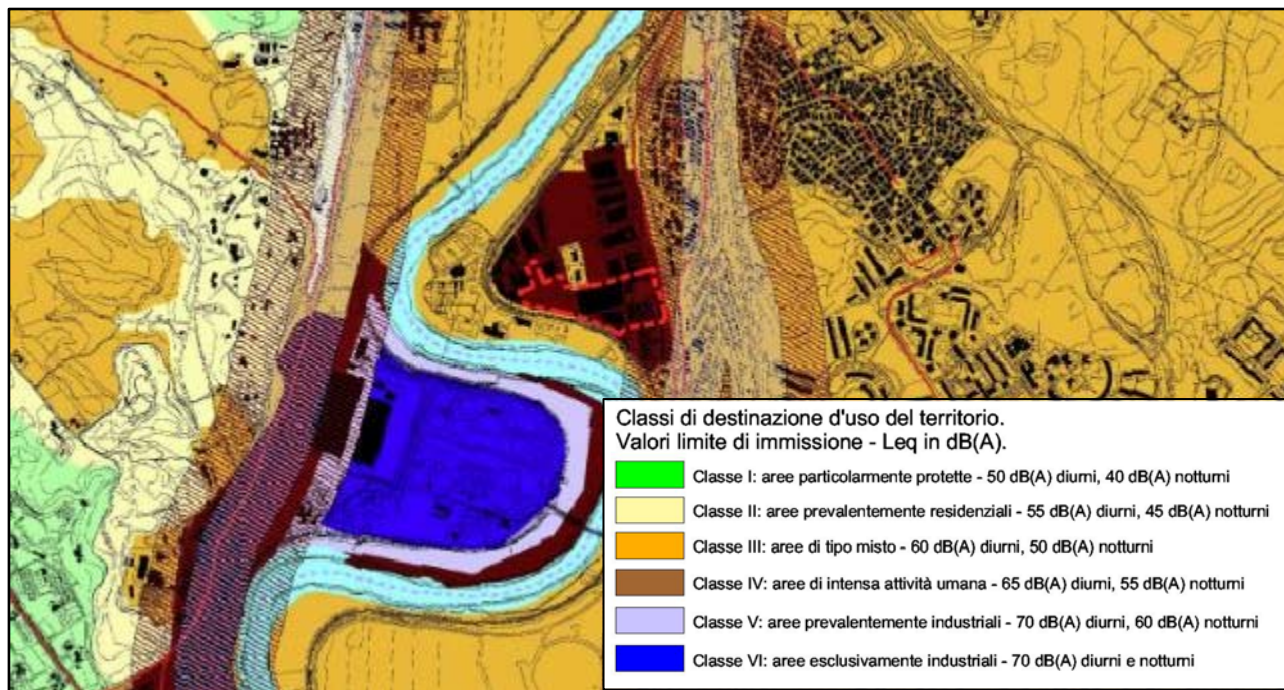 Classi di destinazione d'uso del territorio.
Valori limite di immissione - Leq in dB(A).
Classe I: aree particolarmente protette - 50 dB(A) diurni, 40 dB(A) notturni
Classe II: aree prevalentemente residenziali - 55 dB(A) diurni, 45 dB(A) notturni
Classe III: aree di tipo misto - 60 dB(A) diurni, 50 dB(A) notturni
Classe IV: aree di intensa attività umana - 65 dB(A) diurni, 55 dB(A) notturni
Classe V: aree prevalentemente industriali - 70 dB(A) diurni, 60 dB(A) notturni
Classe VI: aree esclusivamente industriali - 70 dB(A) diurni e notturni